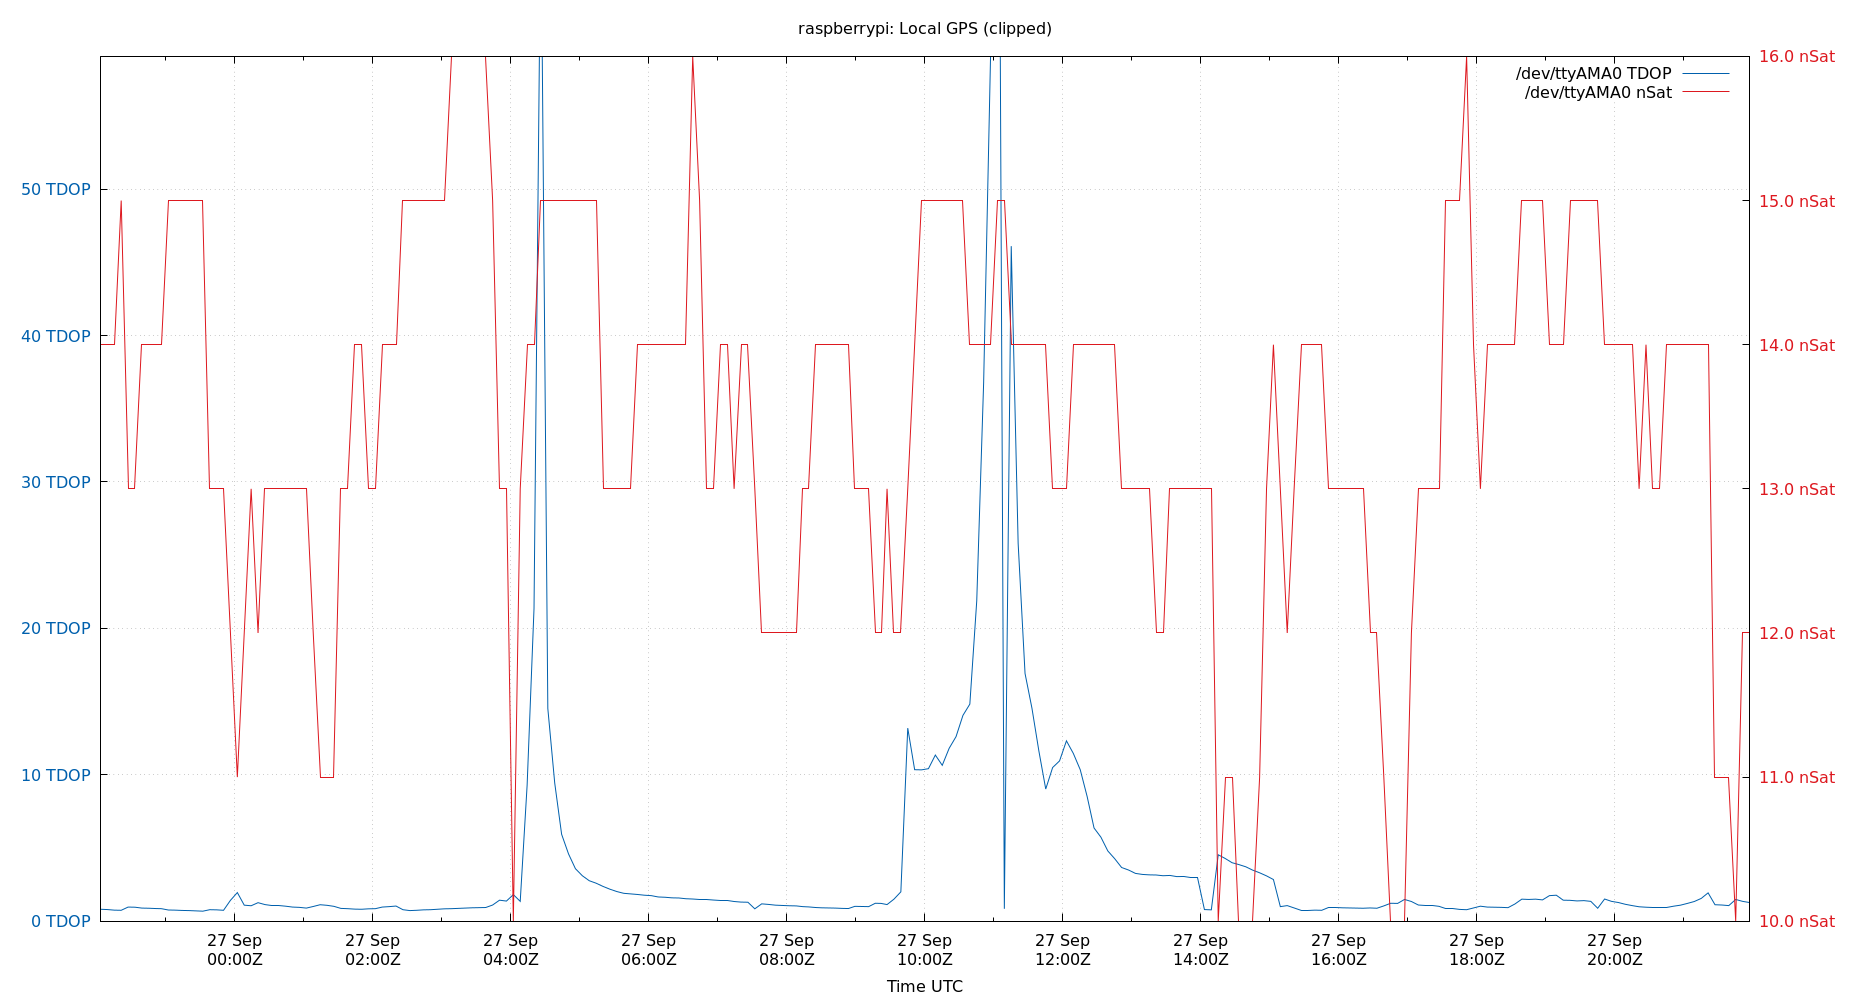 raspberrypi: Local GPS (clipped)
/dev/ttyAMA0 TDOP
/dev/ttyAMA0 nSat
50 TDOP
40 TDOP
30 TDOP
20 TDOP
10 TDOP
0 TDOP
16.0 nSat
15.0 nSat
14.0 nSat
13.0 nSat
12.0 nSat
11.0 nSat
10.0 nSat
27 Sep
00:00Z
27 Sep
02:00Z
27 Sep
04:00Z
27 Sep
06:00Z
27 Sep
08:00Z
27 Sep
10:00Z
27 Sep
12:00Z
27 Sep
14:00Z
27 Sep
16:00Z
27 Sep
18:00Z
27 Sep
20:00Z
Time UTC